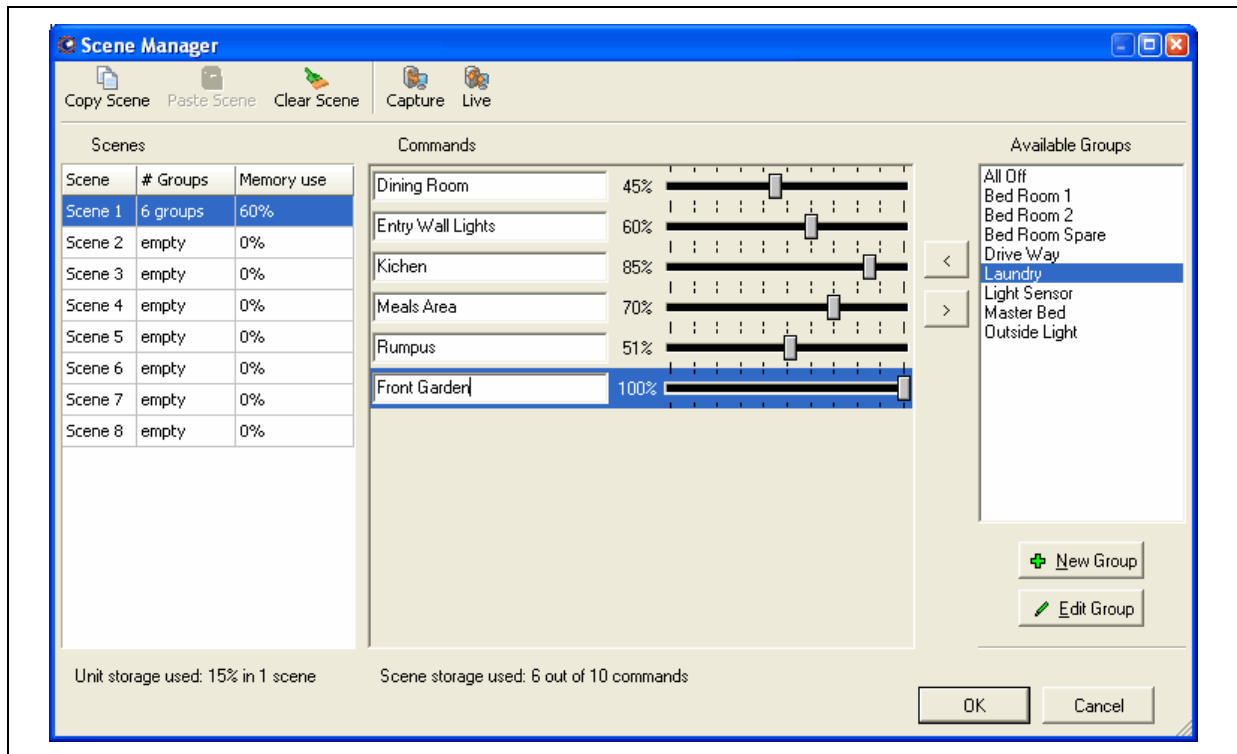 Scene Manager
Copy Scene Paste Scene Clear Scene Capture Live
Scenes Commands Available Groups
Scene # Groups Memory use
Scene 1 6 groups 60%
Scene 2 empty 0%
Scene 3 empty 0%
Scene 4 empty 0%
Scene 5 empty 0%
Scene 6 empty 0%
Scene 7 empty 0%
Scene 8 empty 0%
Dining Room 45%
Entry Wall Lights 60%
Kichen 85%
Meals Area 70%
Rumpus 51%
Front Garden 100%
<
>
All Off
Bed Room 1
Bed Room 2
Bed Room Spare
Drive Way
Laundry
Light Sensor
Master Bed
Outside Light
New Group
Edit Group
Unit storage used: 15% in 1 scene
Scene storage used: 6 out of 10 commands
OK Cancel